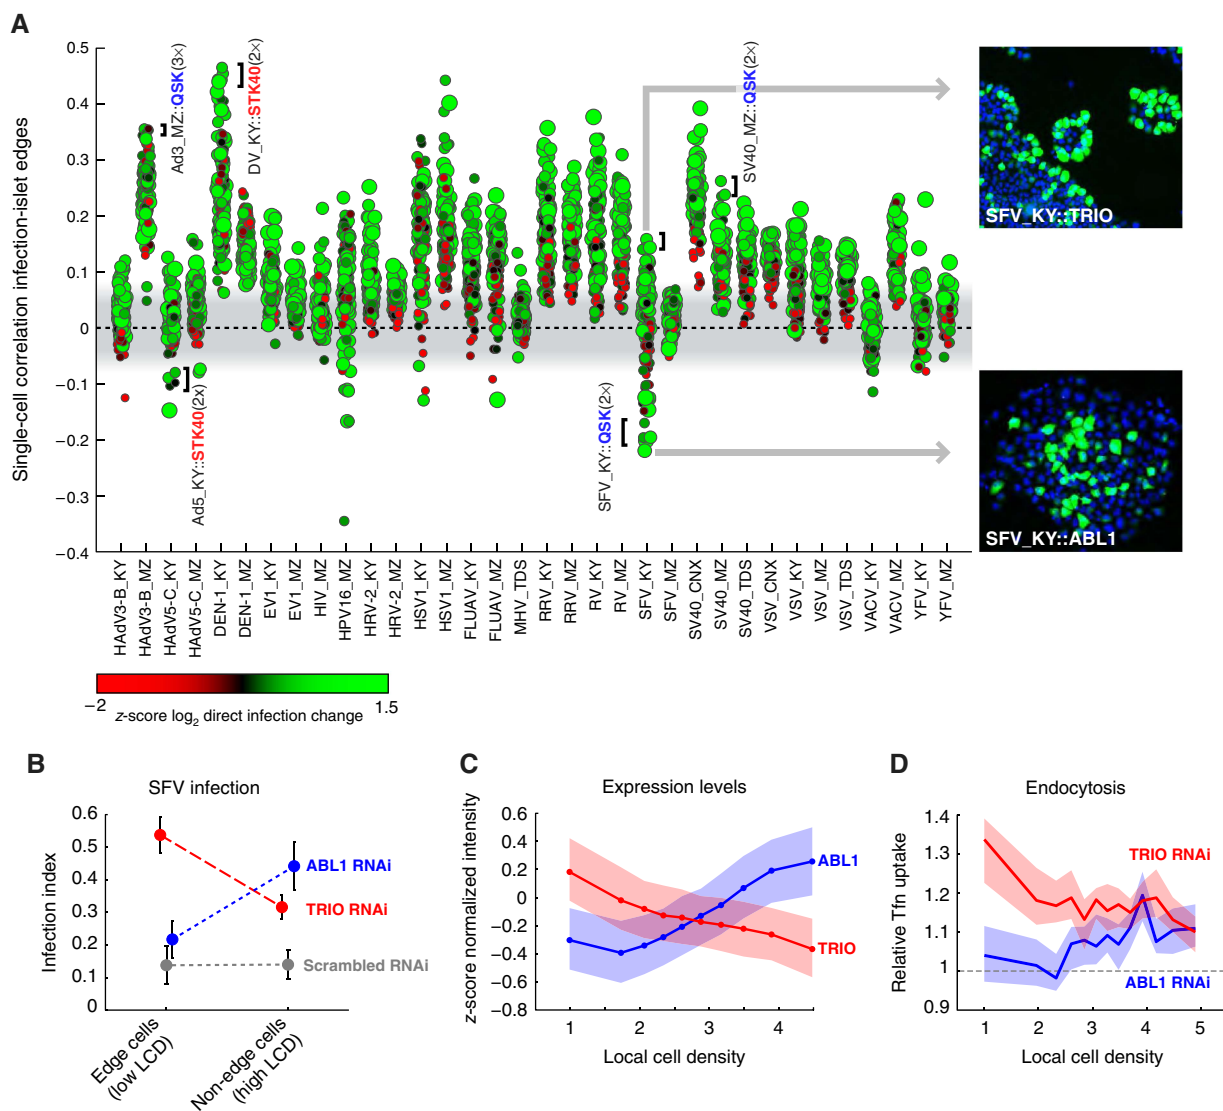 A
Single-cell correlation infection-islet edges
0.5
0.4
0.3
0.2
0.1
0
−0.1
−0.2
−0.3
−0.4
Ad3_MZ::QSK(3×)
DV_KY::STK40(2×)
Ad5_KY::STK40(2x)
SFV_KY::QSK(2×)
SV40_MZ::QSK(2×)
SFV_KY::TRIO
SFV_KY::ABL1
HAdV3-B_KY
HAdV3-B_MZ
HAdV5-C_KY
HAdV5-C_MZ
DEN-1_KY
DEN-1_MZ
EV1_KY
EV1_MZ
HIV_MZ
HPV16_MZ
HRV-2_KY
HRV-2_MZ
HSV1_KY
HSV1_MZ
FLUAV_KY
FLUAV_MZ
MHV_TDS
RRV_KY
RRV_MZ
RV_KY
RV_MZ
SFV_KY
SFV_MZ
SV40_CNX
SV40_MZ
SV40_TDS
VSV_CNX
VSV_KY
VSV_MZ
VSV_TDS
VACV_KY
VACV_MZ
YFV_KY
YFV_MZ
−2
1.5
z-score log2 direct infection change
B
SFV infection
Infection index
0.6
0.5
0.4
0.3
0.2
0.1
0
ABL1 RNAi
TRIO RNAi
Scrambled RNAi
Edge cells
(low LCD)
Non-edge cells
(high LCD)
C
Expression levels
z-score normalized intensity
0.6
0.4
0.2
0
−0.2
−0.4
−0.6
−0.8
ABL1
TRIO
1
2
3
4
Local cell density
D
Endocytosis
Relative Tfn uptake
1.4
1.3
1.2
1.1
1
0.9
TRIO RNAi
ABL1 RNAi
1
2
3
4
5
Local cell density